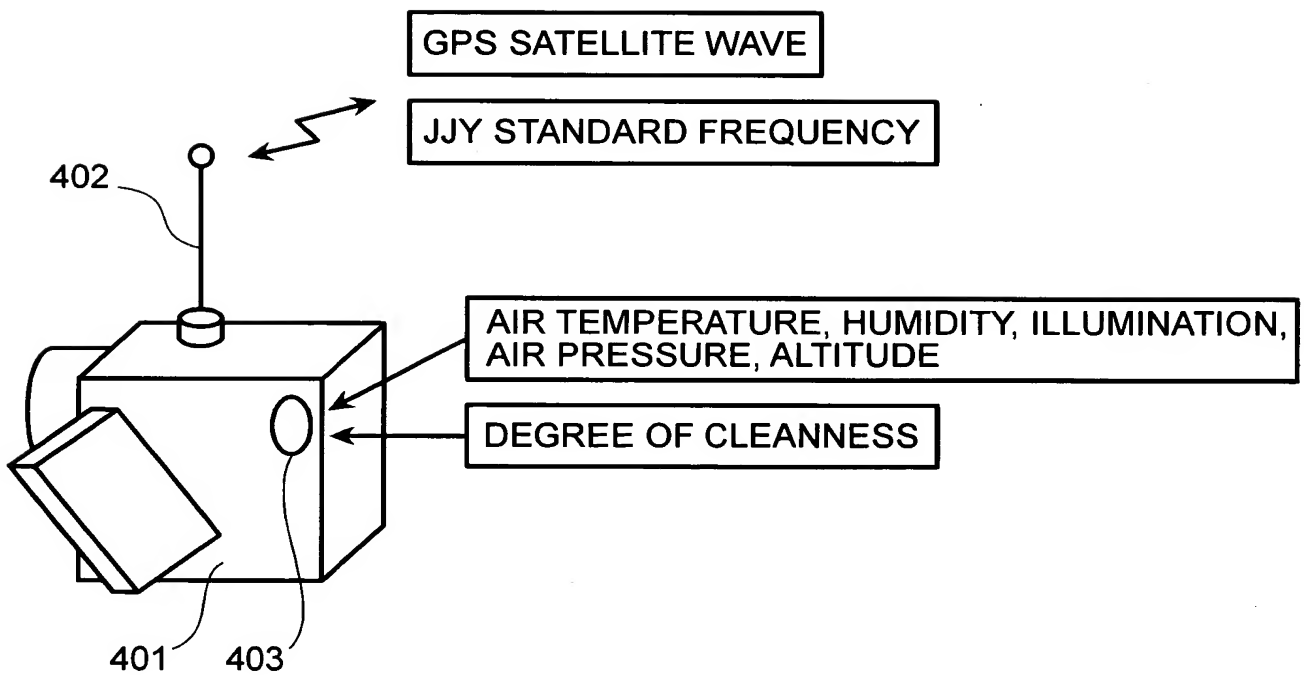 GPS SATELLITE WAVE
JJY STANDARD FREQUENCY
402
AIR TEMPERATURE, HUMIDITY, ILLUMINATION,
AIR PRESSURE, ALTITUDE
DEGREE OF CLEANNESS
401
403